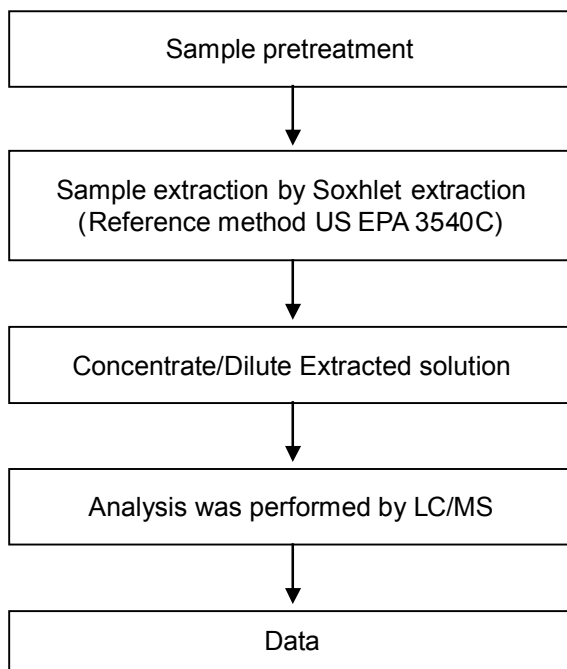 Sample pretreatment
Sample extraction by Soxhlet extraction
(Reference method US EPA 3540C)
Concentrate/Dilute Extracted solution
Analysis was performed by LC/MS
Data